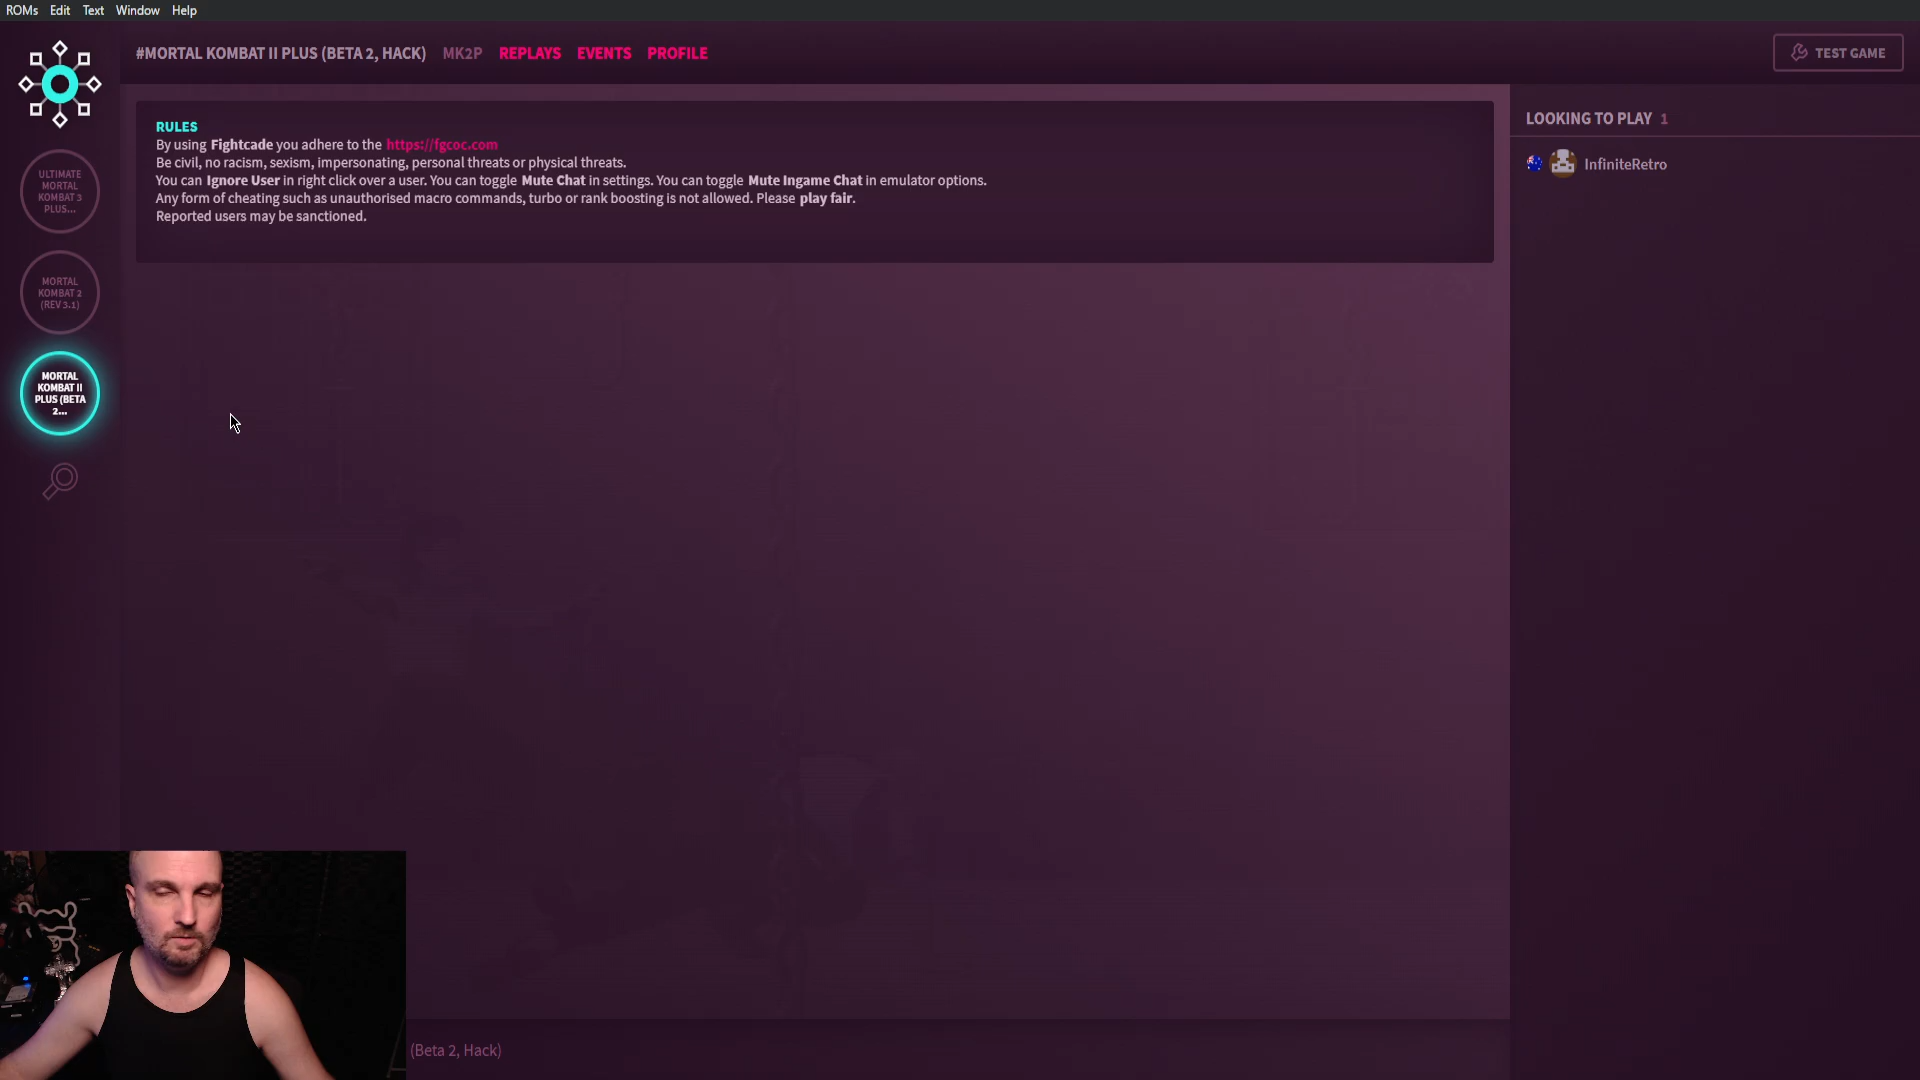 ROMs Edit Text Window Help
#MORTAL KOMBAT II PLUS (BETA 2, HACK) MK2P REPLAYS EVENTS PROFILE
TEST GAME
ULTIMATE
MORTAL
KOMBAT 3
PLUS...
MORTAL
KOMBAT 2
(REV 3.1)
MORTAL
KOMBAT II
PLUS (BETA
2...
RULES
By using Fightcade you adhere to the https://fgcoc.com
Be civil, no racism, sexism, impersonating, personal threats or physical threats.
You can Ignore User in right click over a user. You can toggle Mute Chat in settings. You can toggle Mute Ingame Chat in emulator options.
Any form of cheating such as unauthorised macro commands, turbo or rank boosting is not allowed. Please play fair.
Reported users may be sanctioned.
LOOKING TO PLAY 1
InfiniteRetro
(Beta 2, Hack)